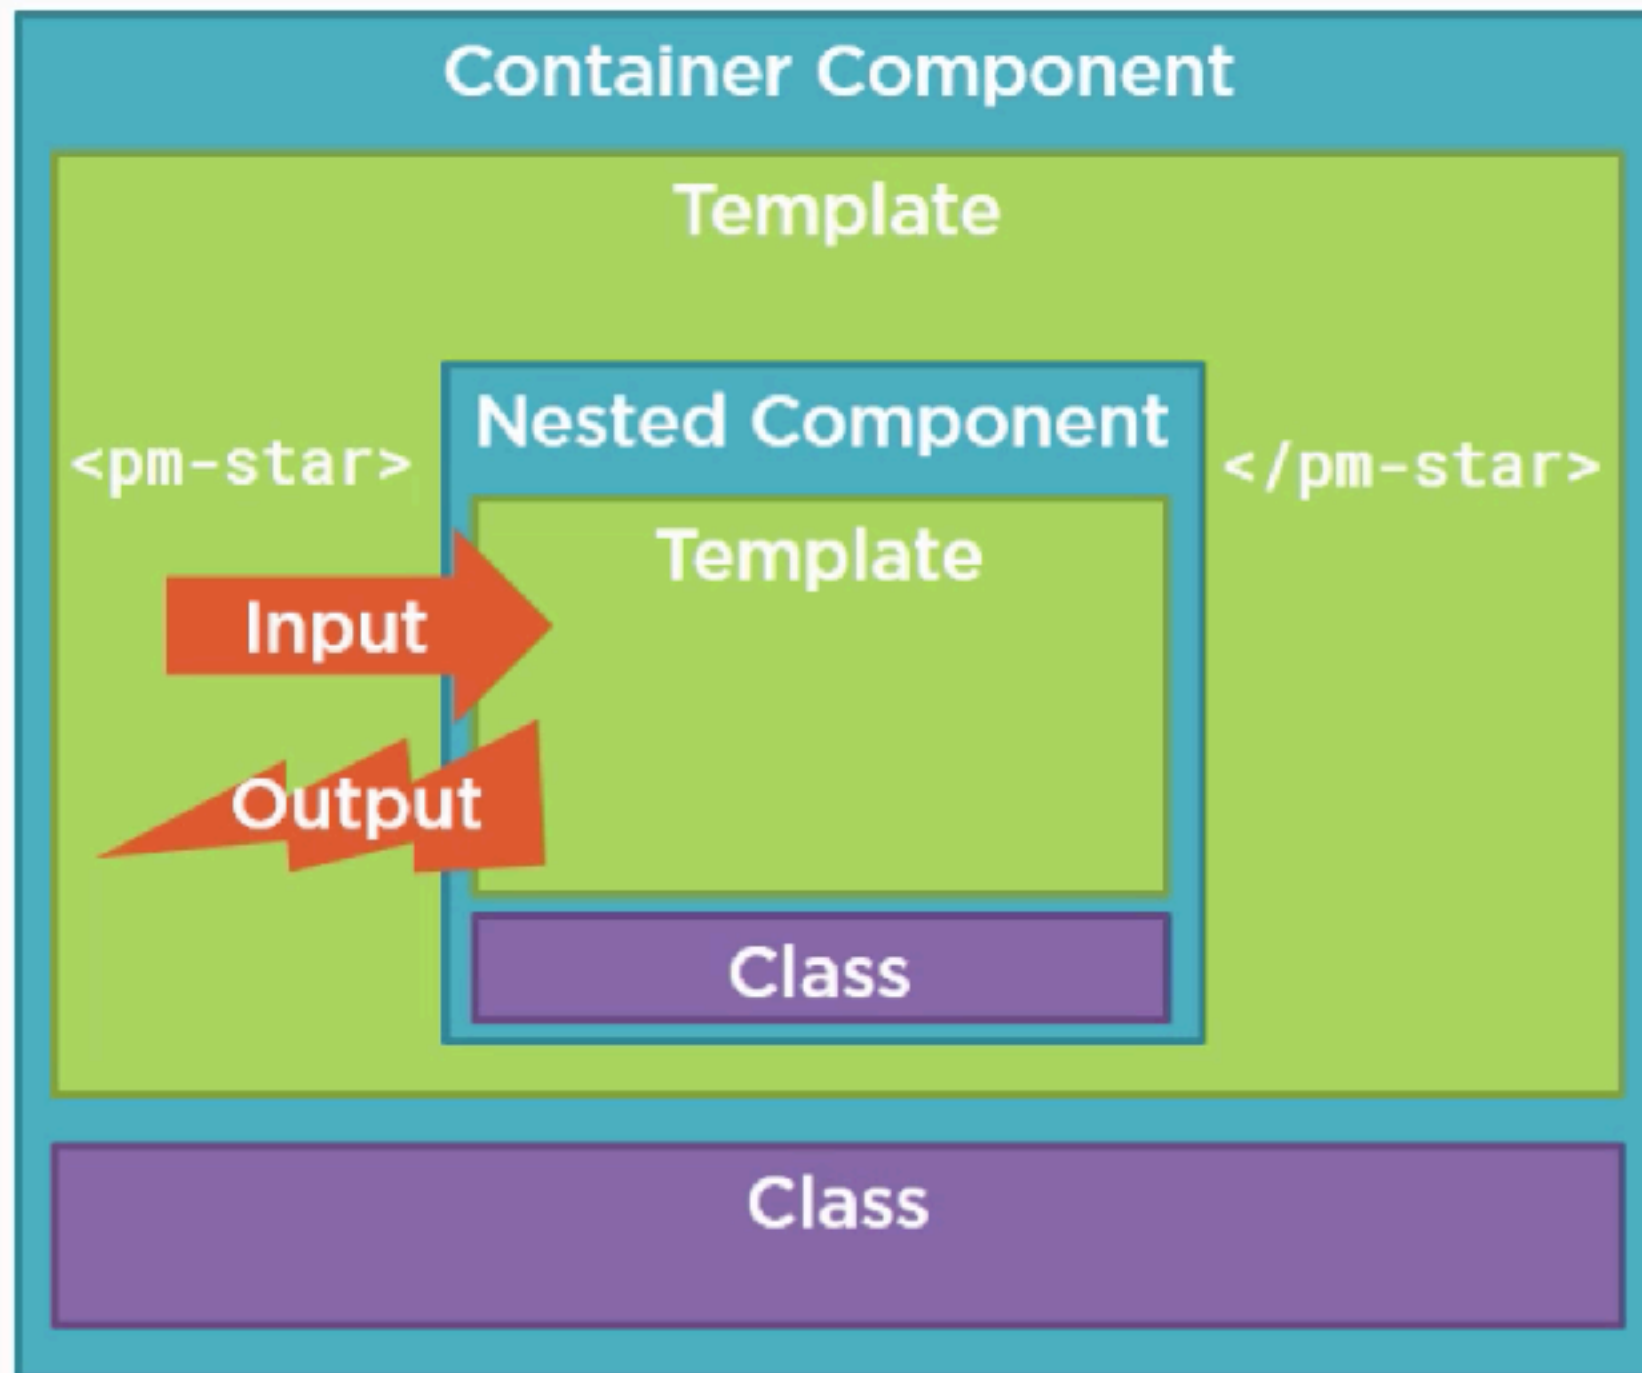 Container Component
Template
Nested Component
<pm-star>
</pm-star>
Template
Input
Output
Class
Class